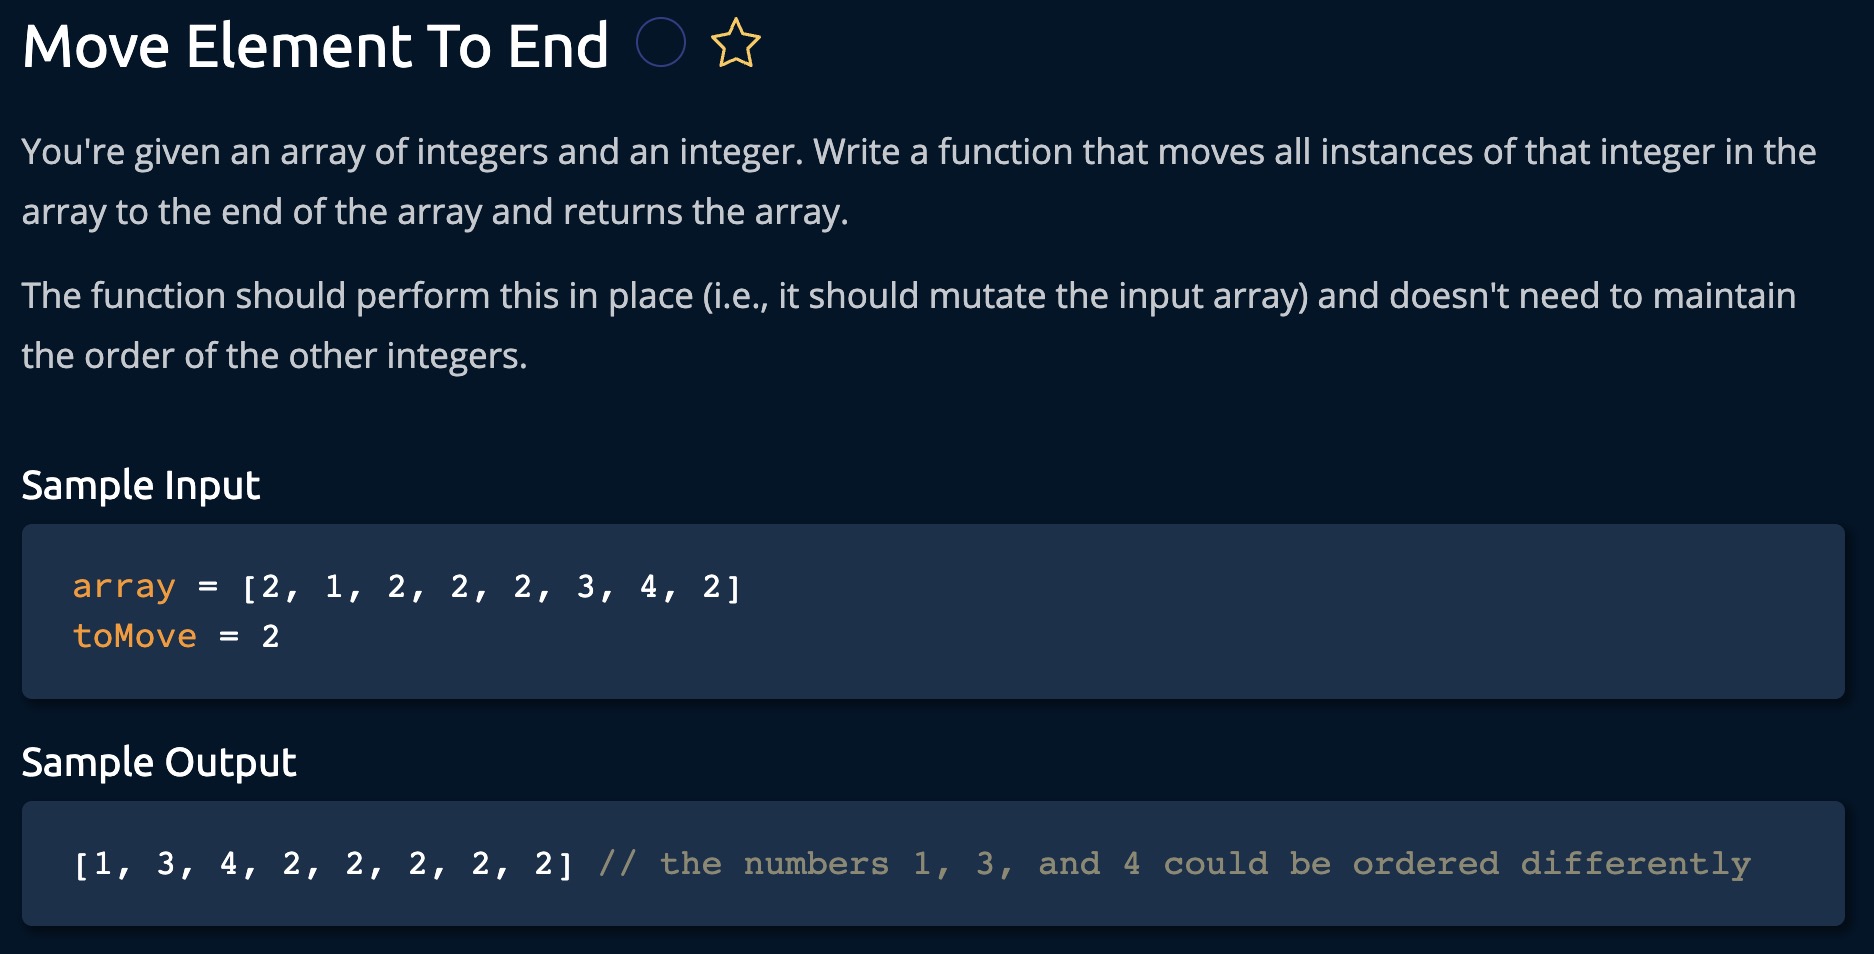 Move Element To End
You're given an array of integers and an integer. Write a function that moves all instances of that integer in the
array to the end of the array and returns the array.
The function should perform this in place (i.e., it should mutate the input array) and doesn't need to maintain
the order of the other integers.
Sample Input
array = [2, 1, 2, 2, 2, 3, 4, 2]
toMove = 2
Sample Output
[1, 3, 4, 2, 2, 2, 2, 2] // the numbers 1, 3, and 4 could be ordered differently